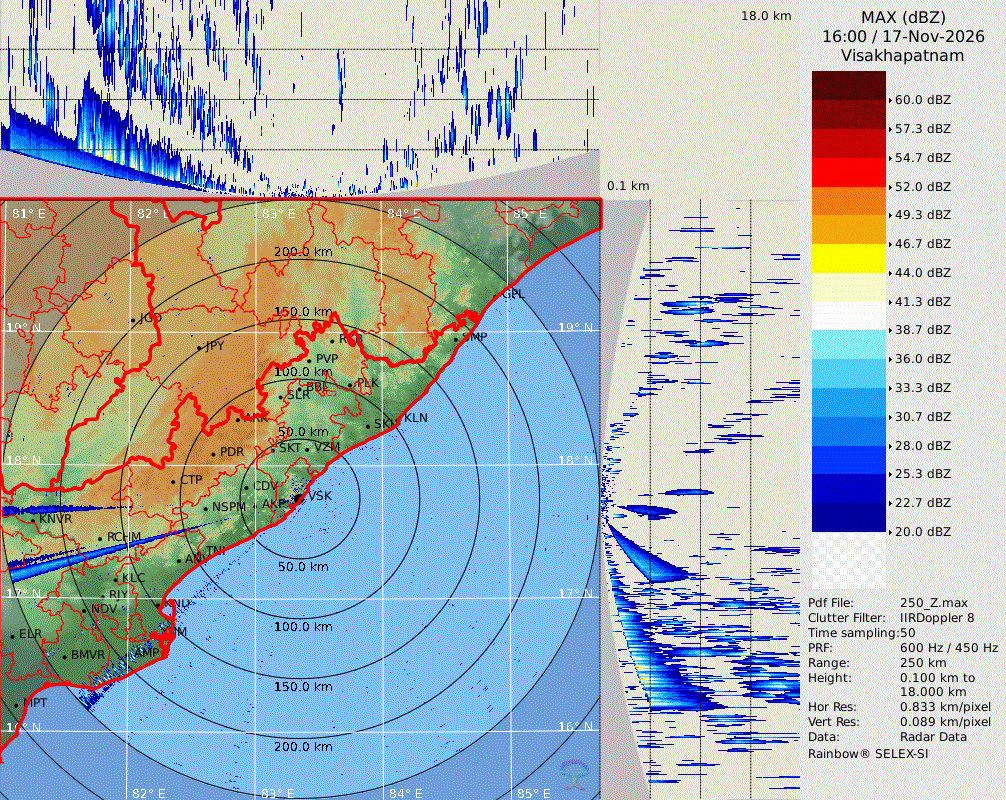 18.0 km
MAX (dBZ)
16:00 / 17-Nov-2026
Visakhapatnam
60.0 dBZ
57.3 dBZ
54.7 dBZ
52.0 dBZ
49.3 dBZ
46.7 dBZ
44.0 dBZ
41.3 dBZ
38.7 dBZ
36.0 dBZ
33.3 dBZ
30.7 dBZ
28.0 dBZ
25.3 dBZ
22.7 dBZ
20.0 dBZ
0.1 km
81° E
82° E
83° E
84° E
85° E
200.0 km
GPL
150.0 km
JGD
19° N
19° N
SMP
JPY
PVP
100.0 km
PLK
SLR
KLN
50.0 km
SKT
VZM
PDR
18° N
18° N
CTP
CDV
VSK
NSPM
AKP
KNVR
50.0 km
KLC
RJY
17° N
17° N
NDV
100.0 km
ELR
BMVR
AMP
150.0 km
MPT
16° N
16° N
200.0 km
82° E
83° E
84° E
85° E
Pdf File: 250_Z.max
Clutter Filter: IIRDoppler 8
Time sampling:50
PRF: 600 Hz / 450 Hz
Range: 250 km
Height: 0.100 km to
18.000 km
Hor Res: 0.833 km/pixel
Vert Res: 0.089 km/pixel
Data: Radar Data
Rainbow® SELEX-SI